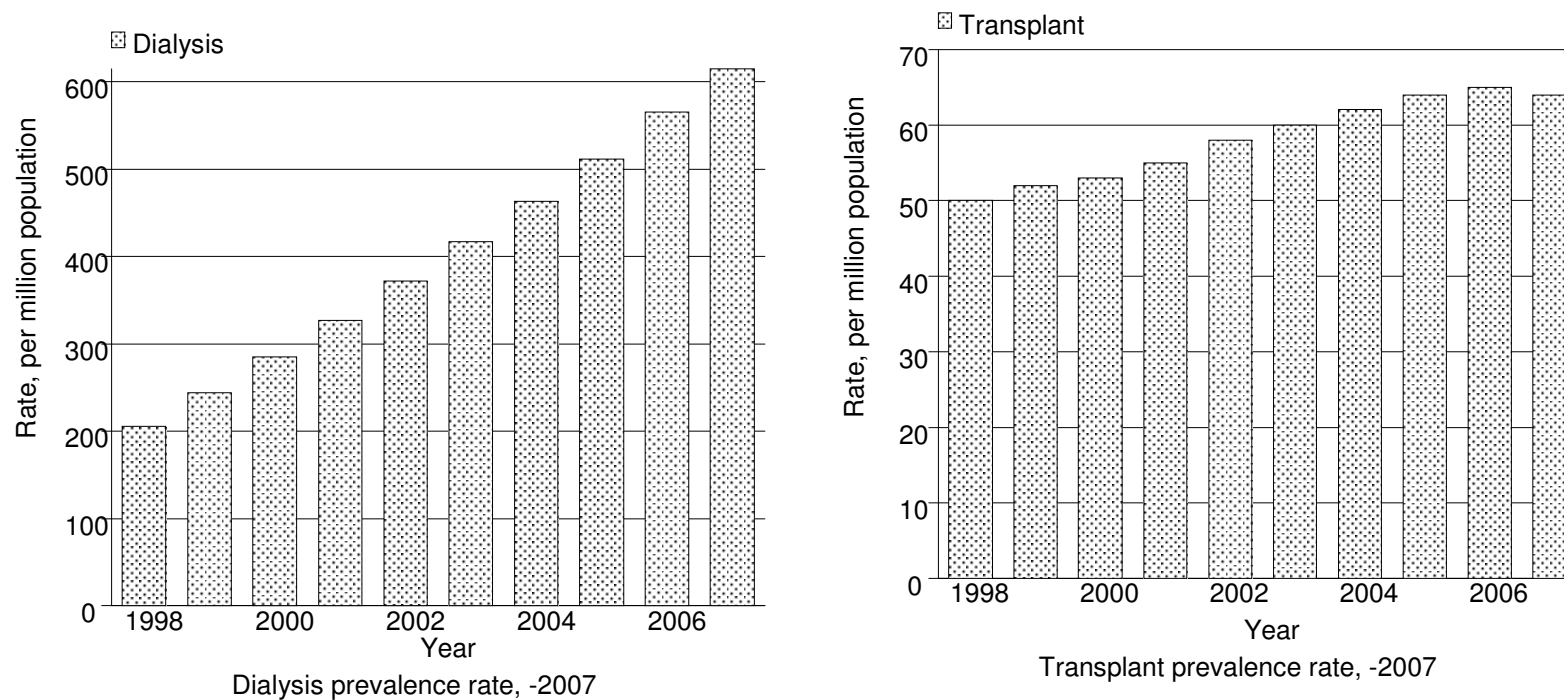 Dialysis
600
500
400
300
200
100
0
Rate, per million population
1998 2000 2002 2004 2006
Year
Dialysis prevalence rate, -2007
Transplant
70
60
50
40
30
20
10
0
Rate, per million population
1998 2000 2002 2004 2006
Year
Transplant prevalence rate, -2007